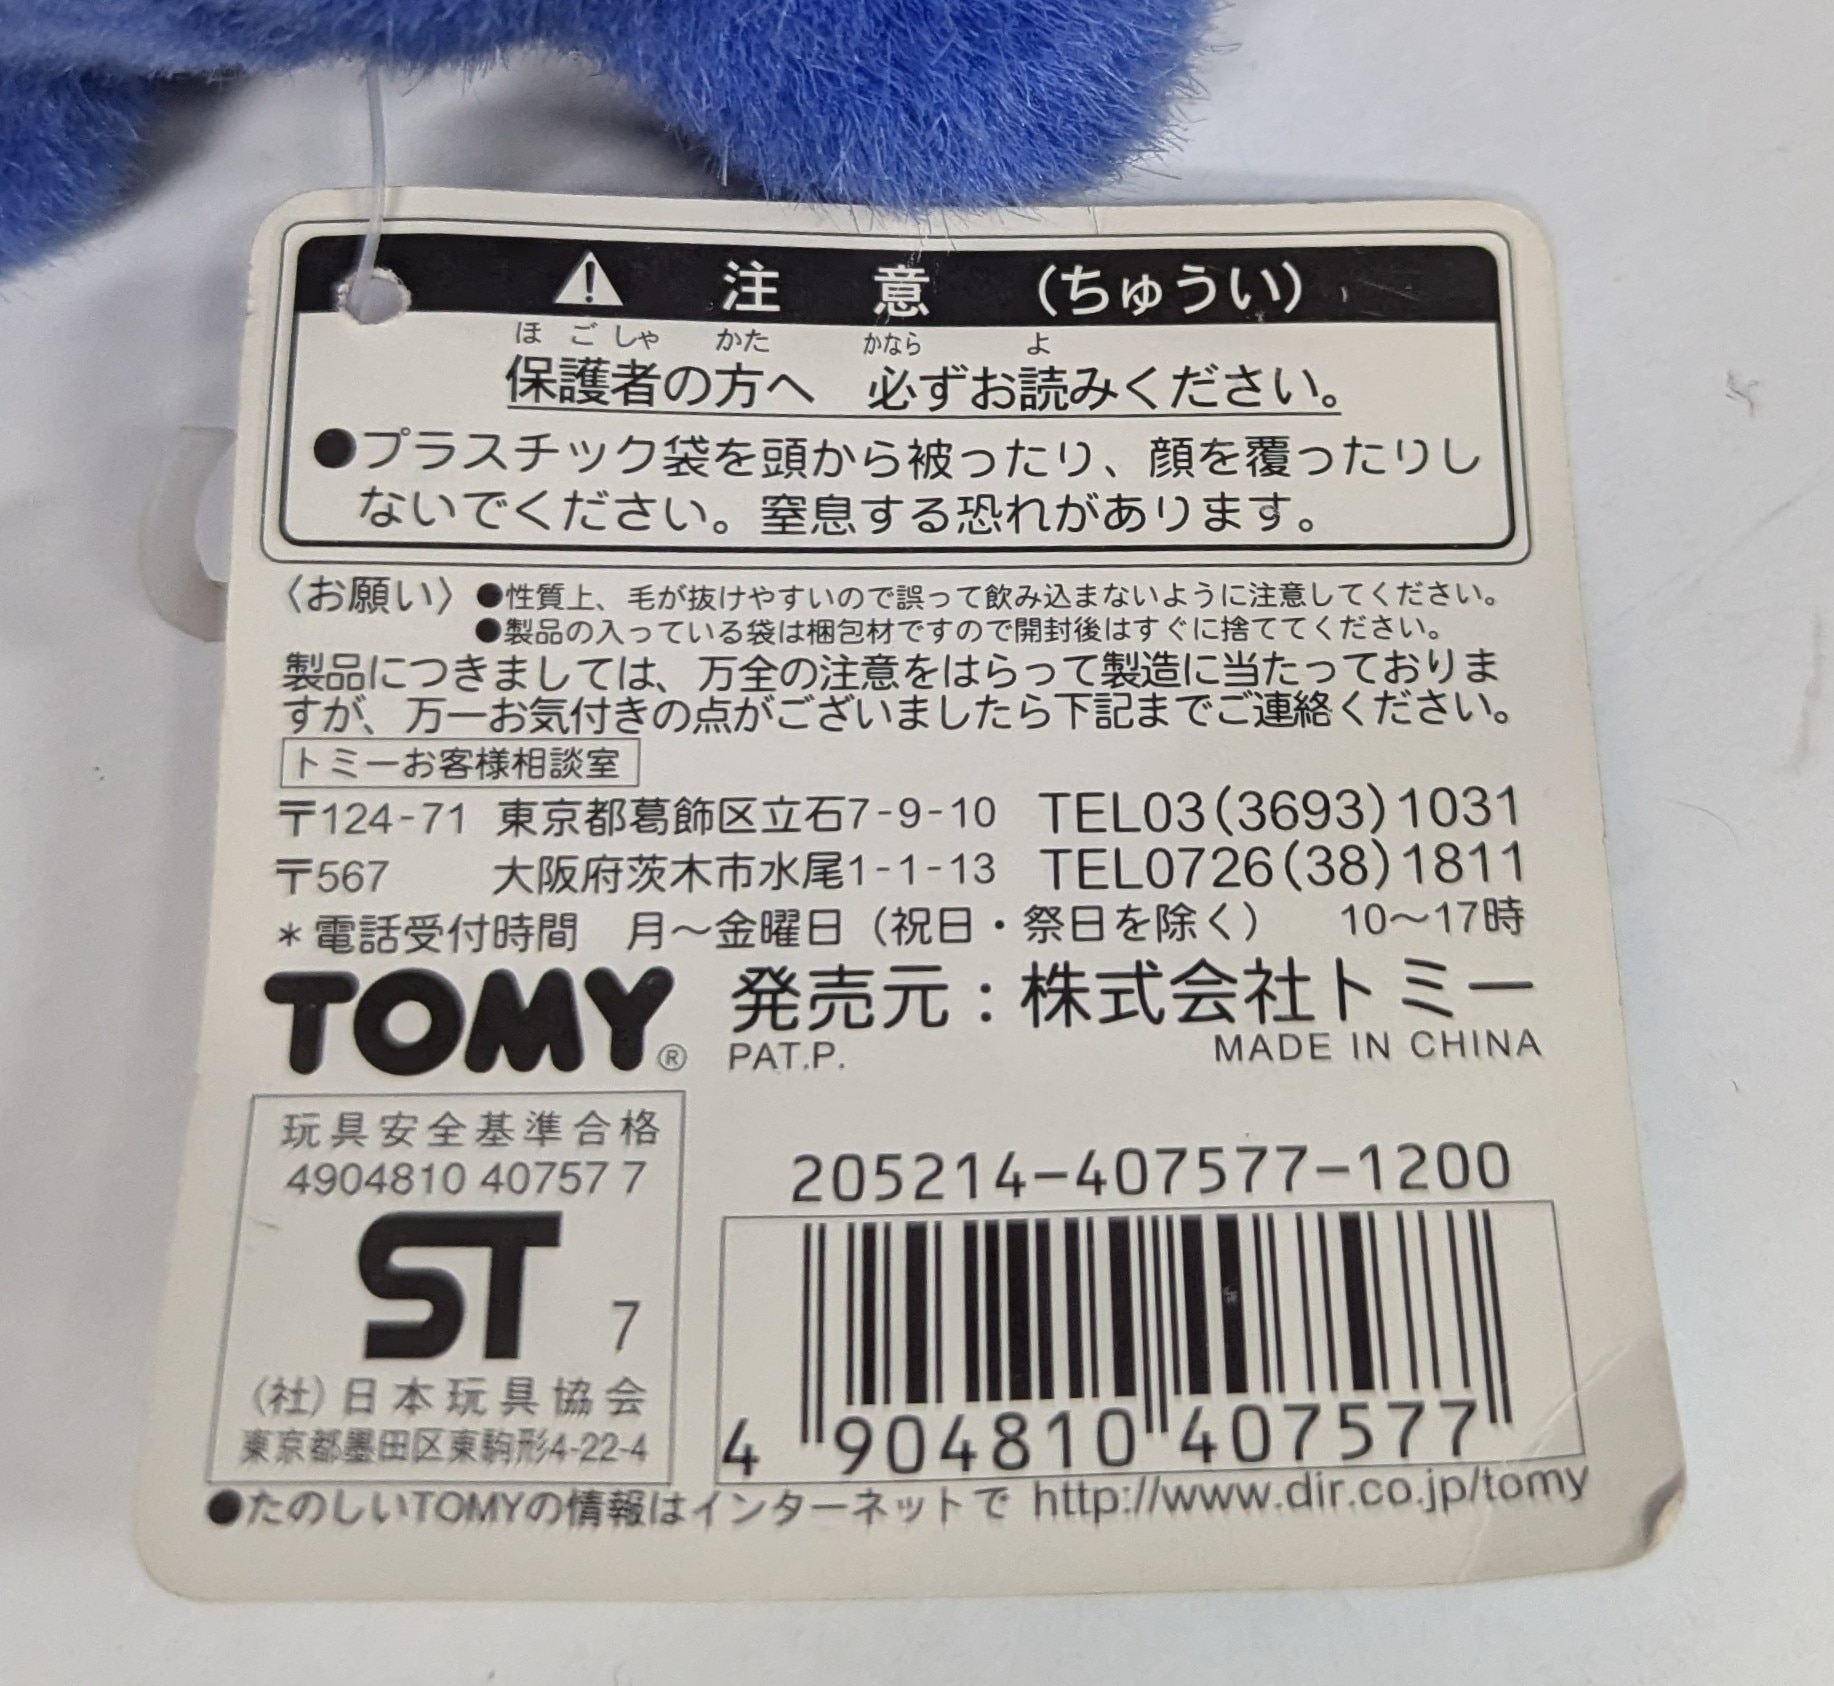 注意（ちゅうい）
ほごしゃ かた かなら よ
保護者の方へ 必ずお読みください。
●プラスチック袋を頭から被ったり、顔を覆ったりし
ないでください。窒息する恐れがあります。
〈お願い〉●性質上、毛が抜けやすいので誤って飲み込まないように注意してください。
●製品の入っている袋は梱包材ですので開封後はすぐに捨ててください。
製品につきましては、万全の注意をはらって製造に当たっておりま
すが、万一お気付きの点がございましたら下記までご連絡ください。
トミーお客様相談室
〒124-71 東京都葛飾区立石7-9-10 TEL03(3693)1031
〒567 大阪府茨木市水尾1-1-13 TEL0726(38)1811
＊電話受付時間 月〜金曜日（祝日・祭日を除く） 10〜17時
TOMY® 発売元：株式会社トミー
PAT.P. MADE IN CHINA
玩具安全基準合格
4904810 40757 7
ST 7
(社)日本玩具協会
東京都墨田区東駒形4-22-4
205214-407577-1200
4 904810 407577
●たのしいTOMYの情報はインターネットで http://www.dir.co.jp/tomy